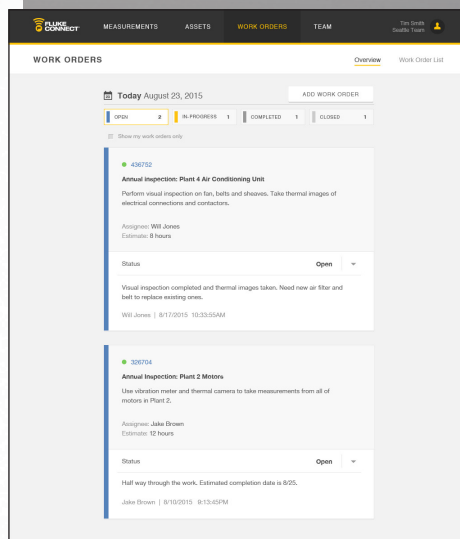 FLUKE CONNECT MEASUREMENTS ASSETS WORK ORDERS TEAM Tim Smith
Seattle Team
WORK ORDERS Overview Work Order List
Today August 23, 2015 ADD WORK ORDER
OPEN 2 IN-PROGRESS 1 COMPLETED 1 CLOSED 1
Show my work orders only
436752
Annual inspection: Plant 4 Air Conditioning Unit
Perform visual inspection on fan, belts and sheaves. Take thermal images of
electrical connections and contactors.
Assignee: Will Jones
Estimate: 8 hours
Status Open
Visual inspection completed and thermal images taken. Need new air filter and
belt to replace existing ones.
Will Jones | 8/17/2015 10:33:55AM
326704
Annual Inspection: Plant 2 Motors
Use vibration meter and thermal camera to take measurements from all of
motors in Plant 2.
Assignee: Jake Brown
Estimate: 12 hours
Status Open
Half way through the work. Estimated completion date is 8/25.
Jake Brown | 8/10/2015 9:13:45PM